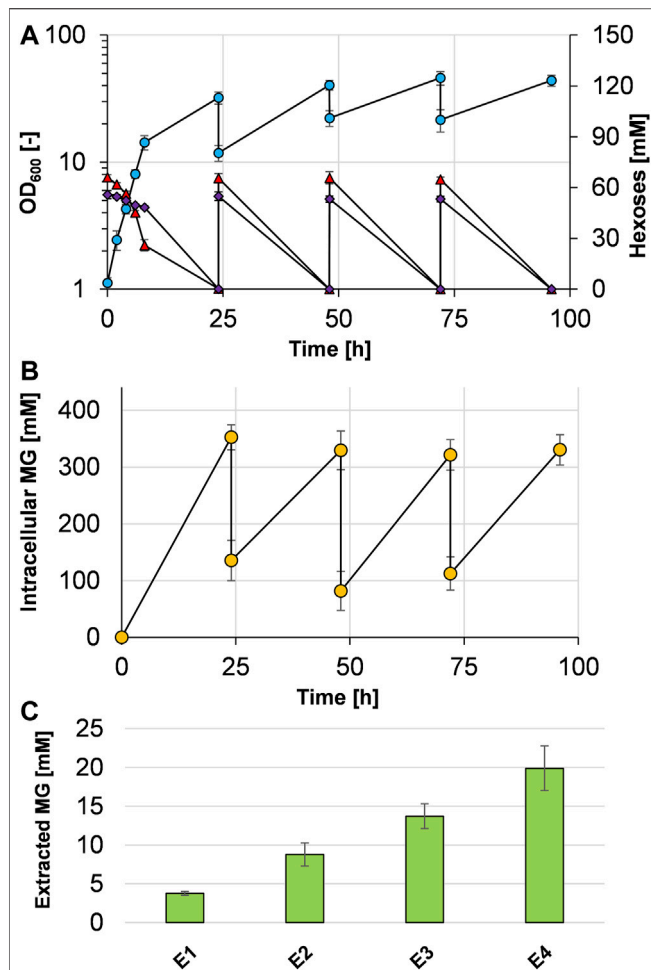 A
100
10
1
OD600 [-]
150
120
90
60
30
0
Hexoses [mM]
0 25 50 75 100
Time [h]
B
400
300
200
100
0
Intracellular MG [mM]
0 25 50 75 100
Time [h]
C
25
20
15
10
5
0
Extracted MG [mM]
E1 E2 E3 E4